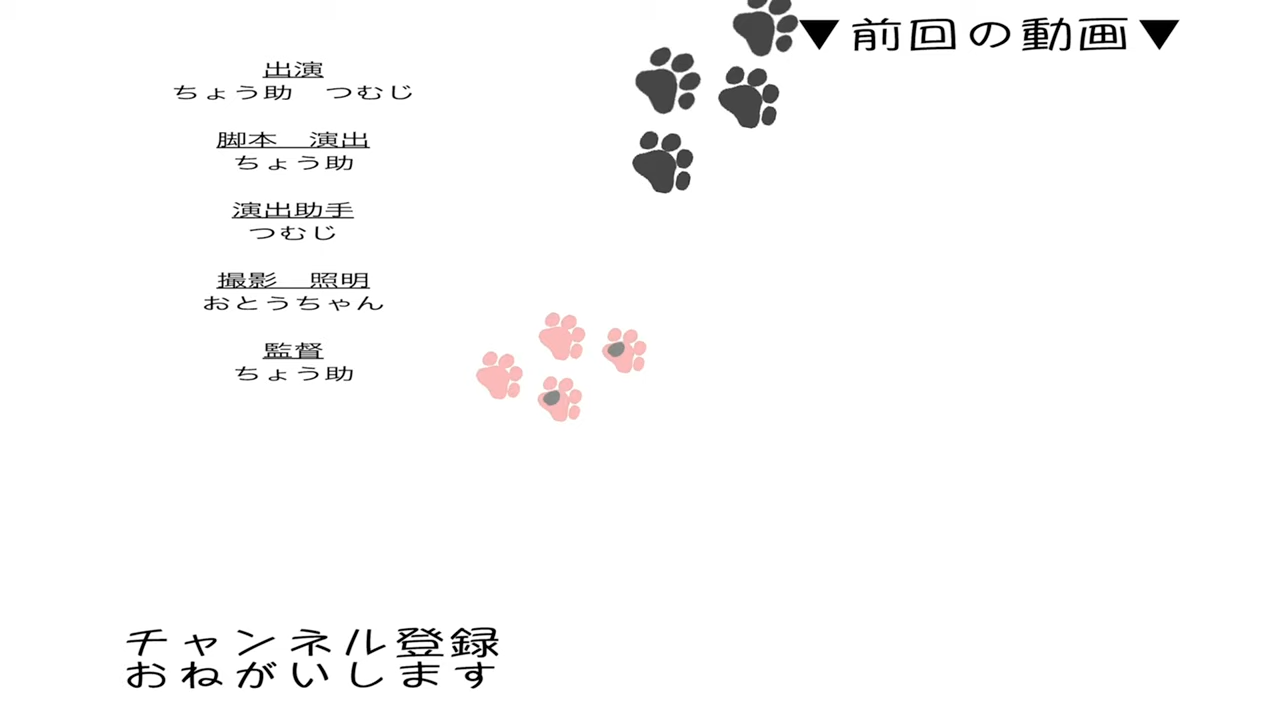 ▼前回の動画▼
出演
ちょう助　つむじ
脚本　演出
ちょう助
演出助手
つむじ
撮影　照明
おとうちゃん
監督
ちょう助
チャンネル登録
おねがいします